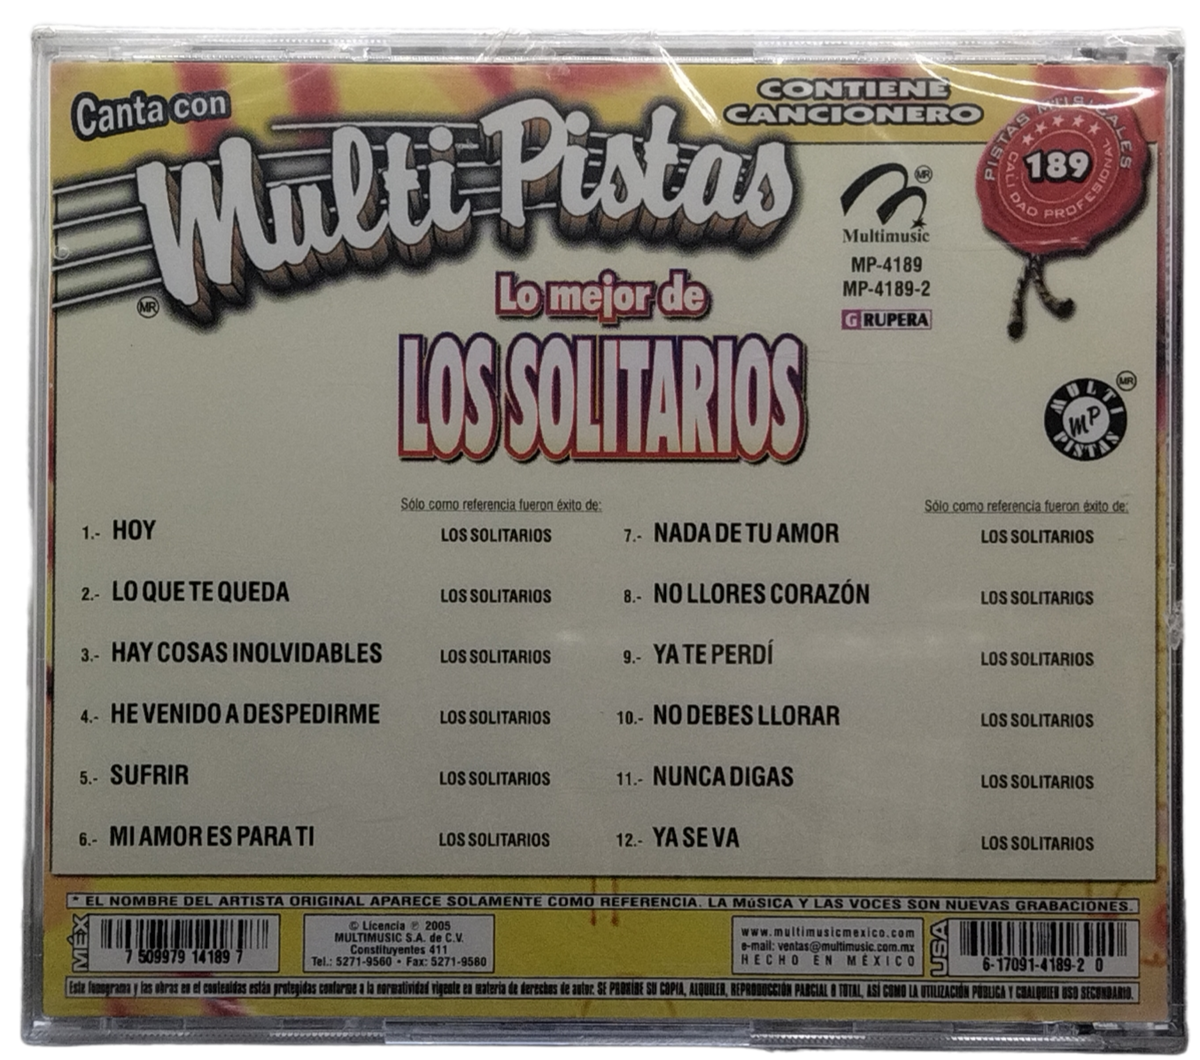 Canta con
Multi Pistas
MR
CONTIENE
CANCIONERO
PISTAS MUSICALES
189
CALIDAD PROFESIONAL
MR
Multimusic
MP-4189
MP-4189-2
GRUPERA
Lo mejor de
LOS SOLITARIOS
MR
MULTI
MP
PISTAS
Sólo como referencia fueron éxito de:
1.- HOY LOS SOLITARIOS
2.- LO QUE TE QUEDA LOS SOLITARIOS
3.- HAY COSAS INOLVIDABLES LOS SOLITARIOS
4.- HE VENIDO A DESPEDIRME LOS SOLITARIOS
5.- SUFRIR LOS SOLITARIOS
6.- MI AMOR ES PARA TI LOS SOLITARIOS
Sólo como referencia fueron éxito de:
7.- NADA DE TU AMOR LOS SOLITARIOS
8.- NO LLORES CORAZÓN LOS SOLITARIOS
9.- YA TE PERDÍ LOS SOLITARIOS
10.- NO DEBES LLORAR LOS SOLITARIOS
11.- NUNCA DIGAS LOS SOLITARIOS
12.- YA SE VA LOS SOLITARIOS
* EL NOMBRE DEL ARTISTA ORIGINAL APARECE SOLAMENTE COMO REFERENCIA. LA MúSICA Y LAS VOCES SON NUEVAS GRABACIONES.
MÉX
7 509979 14189 7
© Licencia ℗ 2005
MULTIMUSIC S.A. de C.V.
Constituyentes 411
Tel.: 5271-9560 • Fax: 5271-9580
www.multimusicmexico.com
e-mail: ventas@multimusic.com.mx
HECHO EN MÉXICO
USA
6-17091-4189-2 0
Este fonograma y las obras en el contenidas están protegidas conforme a la normatividad vigente en materia de derechos de autor. SE PROHÍBE SU COPIA, ALQUILER, REPRODUCCIÓN PARCIAL O TOTAL, ASÍ COMO LA UTILIZACIÓN PÚBLICA Y CUALQUIER USO SECUNDARIO.